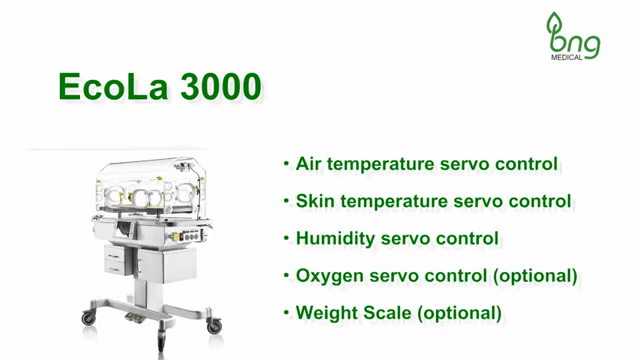 bng
MEDICAL
EcoLa 3000
• Air temperature servo control
• Skin temperature servo control
• Humidity servo control
• Oxygen servo control (optional)
• Weight Scale (optional)